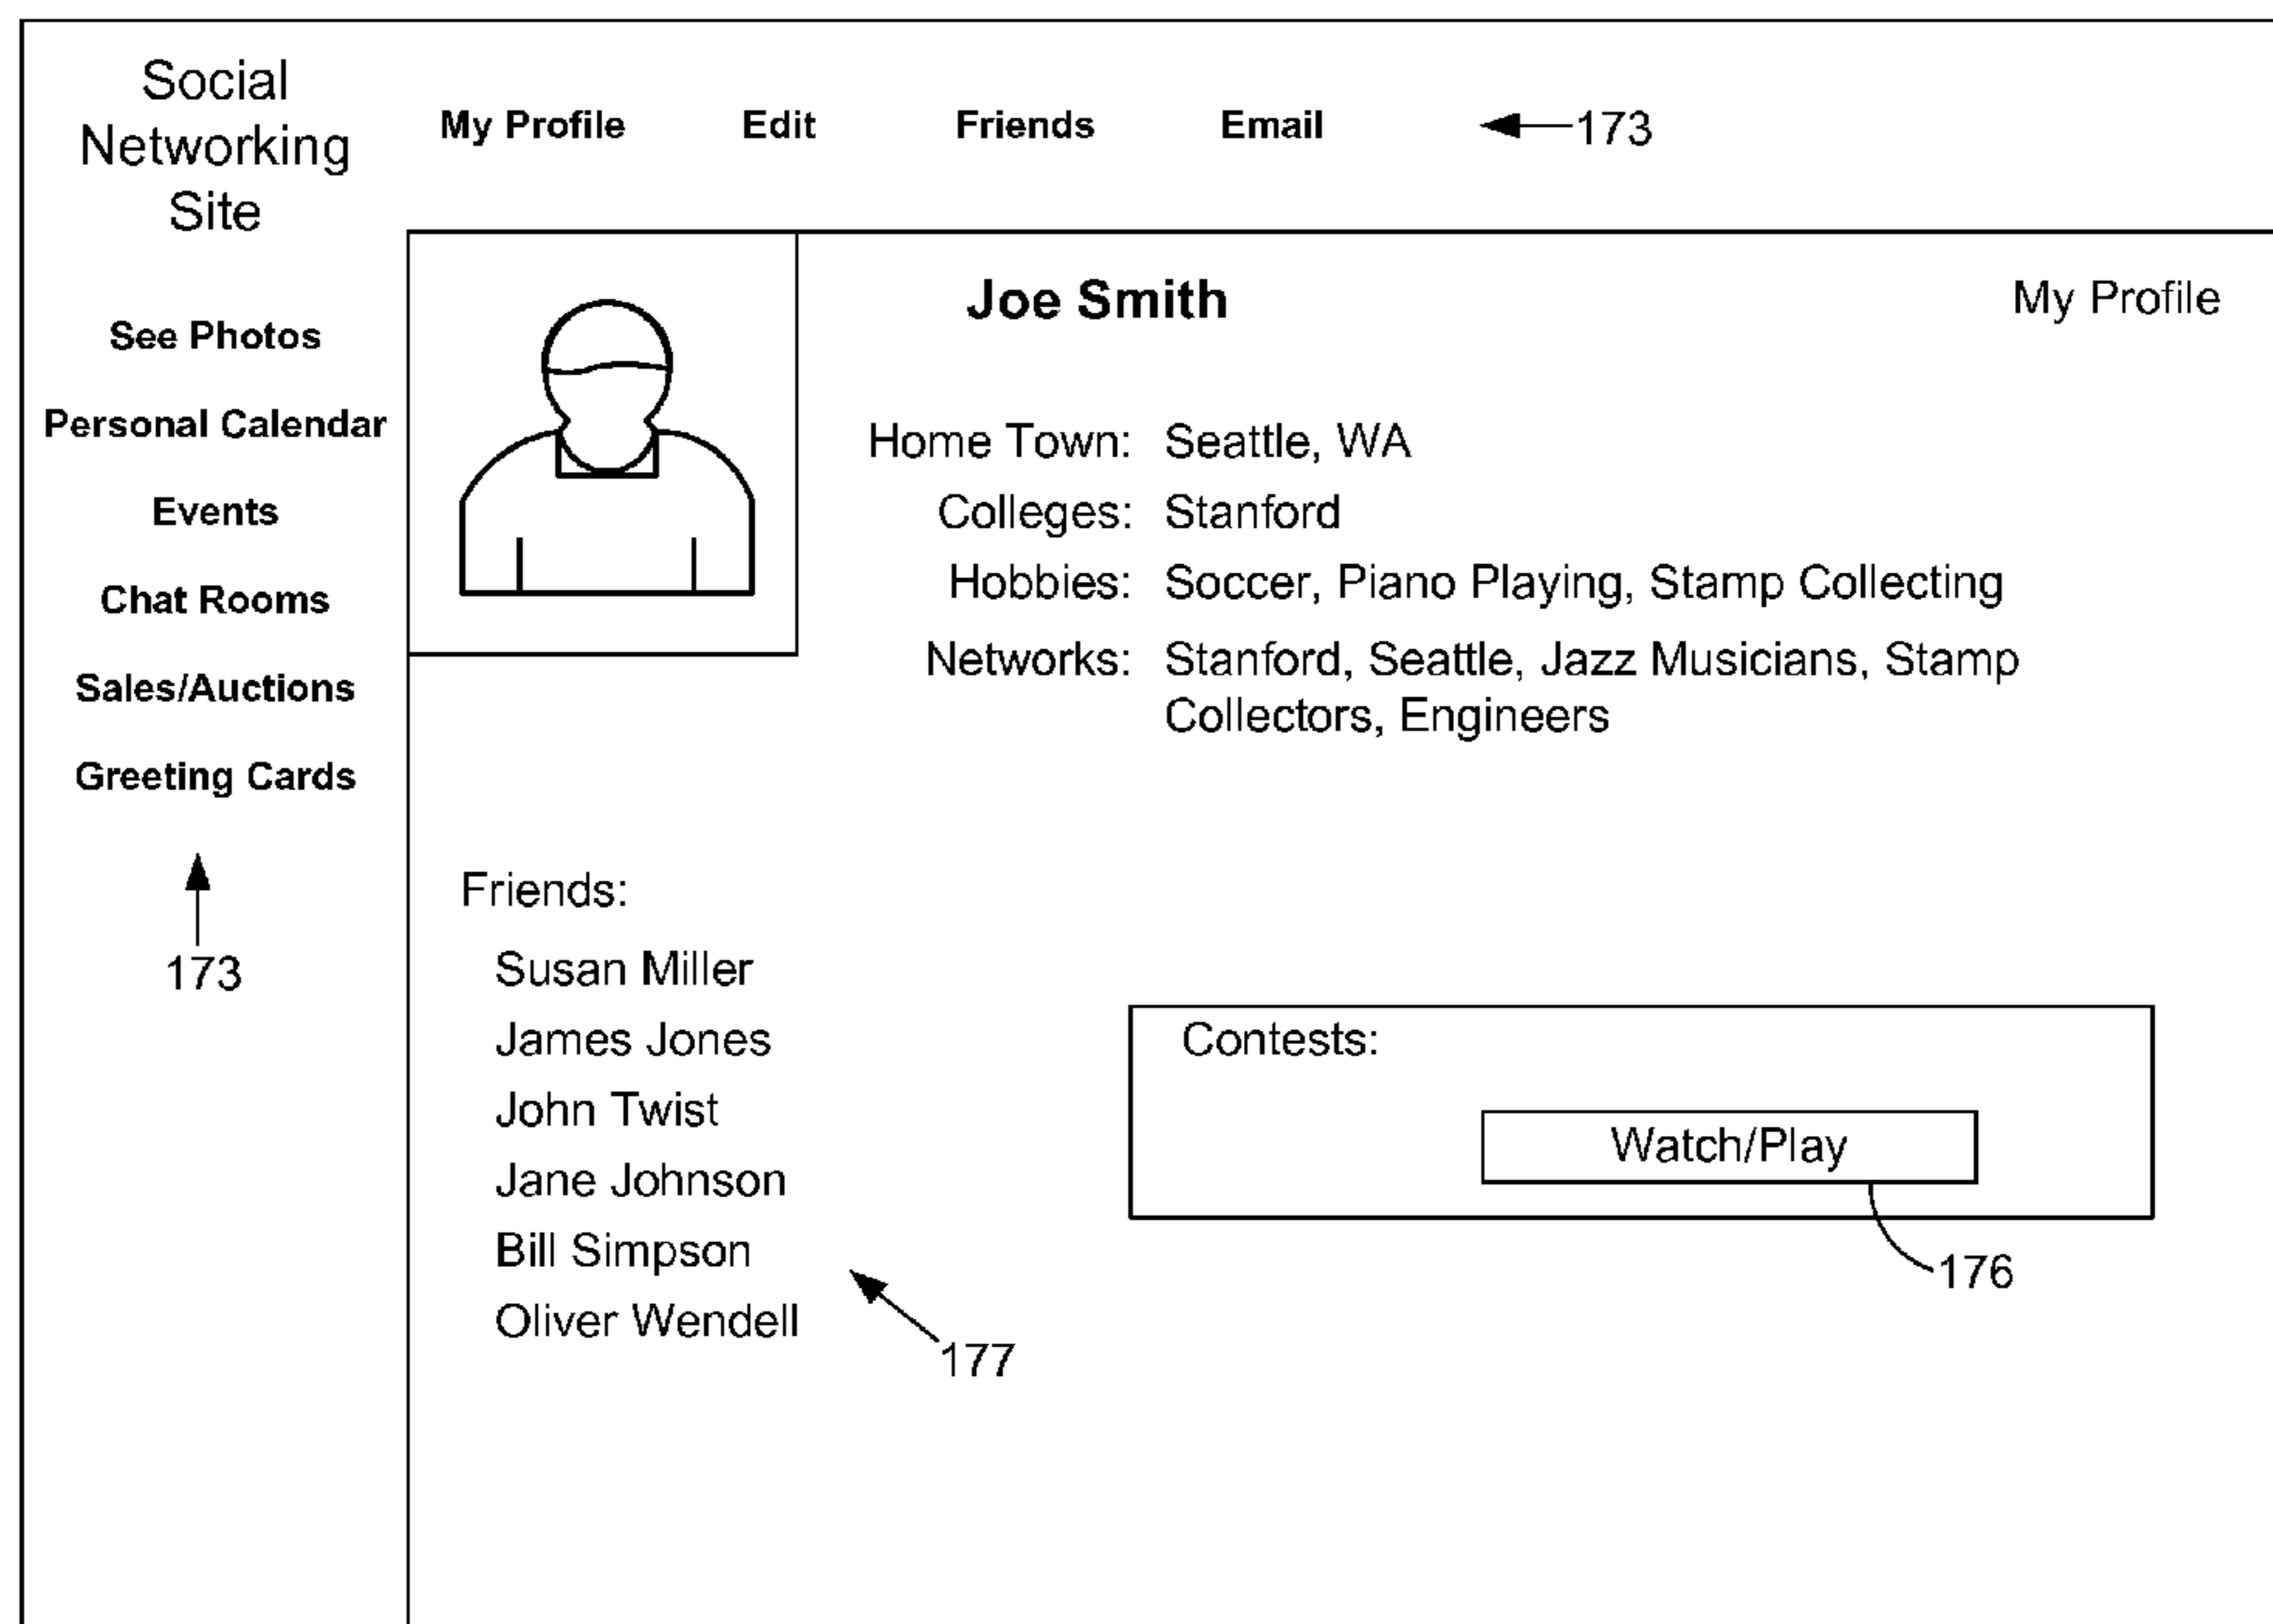 Social
Networking
Site
My Profile Edit Friends Email 173
See Photos
Personal Calendar
Events
Chat Rooms
Sales/Auctions
Greeting Cards
173
Joe Smith
My Profile
Home Town: Seattle, WA
Colleges: Stanford
Hobbies: Soccer, Piano Playing, Stamp Collecting
Networks: Stanford, Seattle, Jazz Musicians, Stamp
Collectors, Engineers
Friends:
Susan Miller
James Jones
John Twist
Jane Johnson
Bill Simpson
Oliver Wendell
177
Contests:
Watch/Play
176